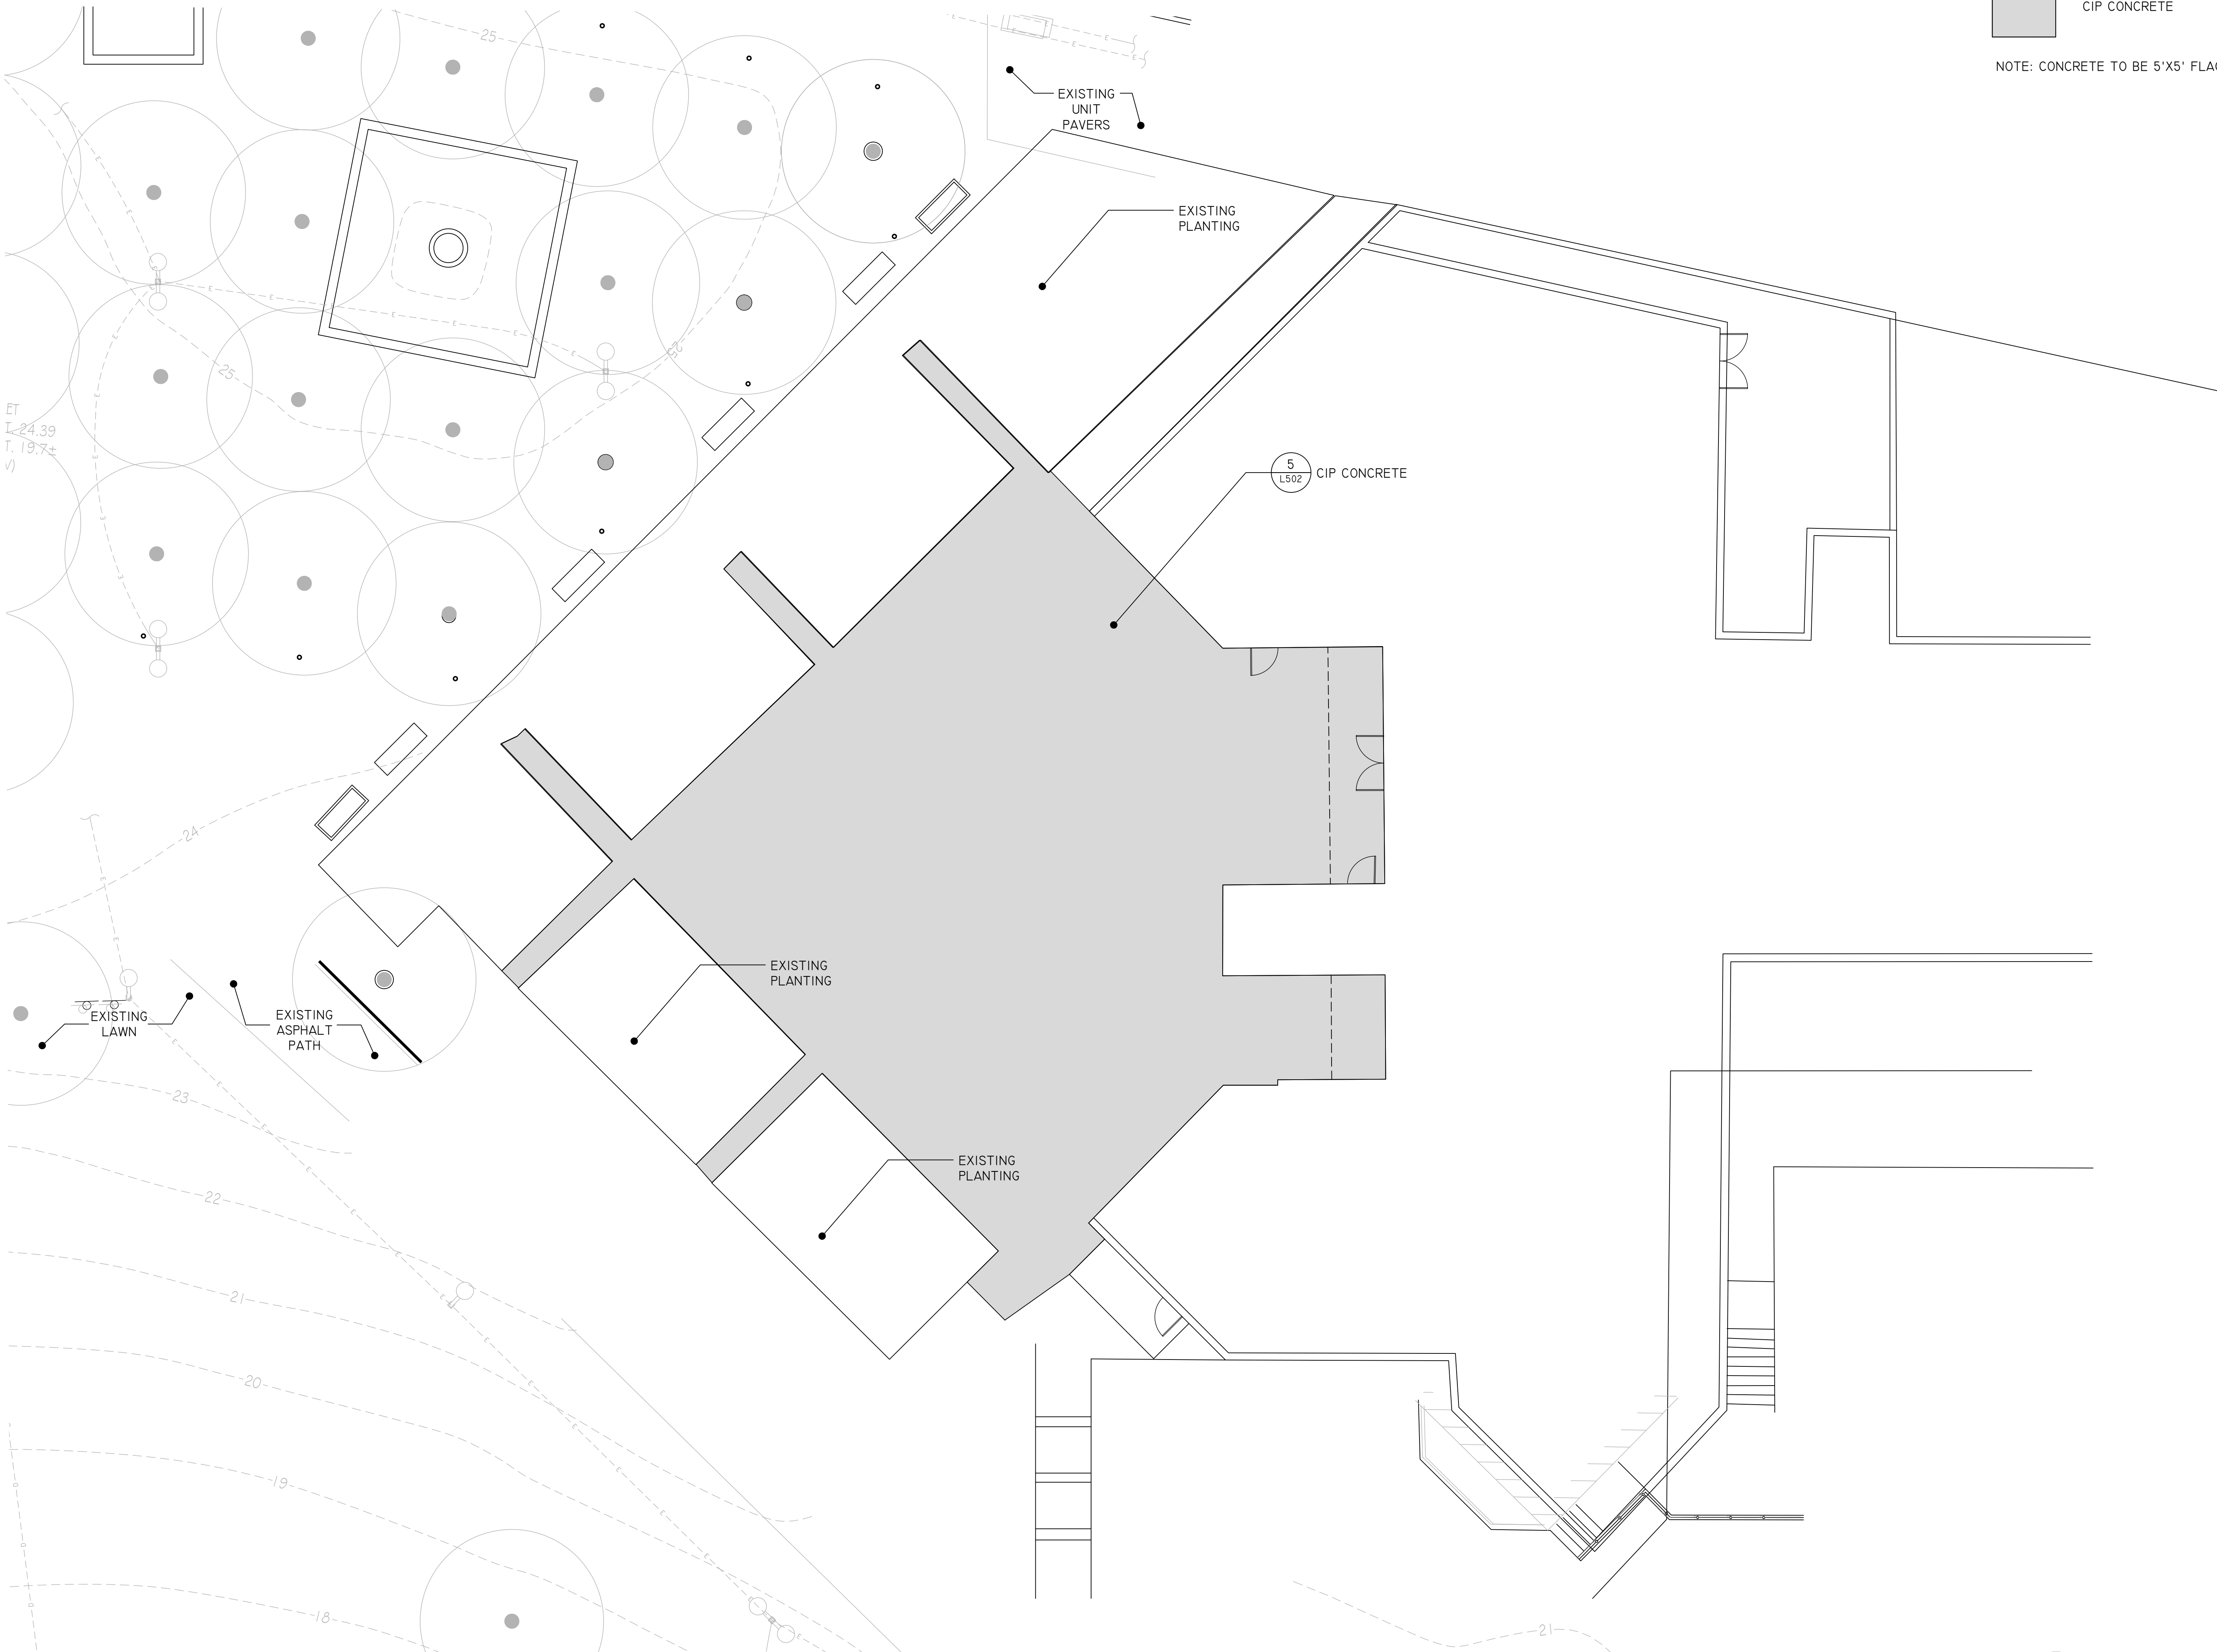 CIP CONCRETE
NOTE: CONCRETE TO BE 5'X5'
25
EXISTING
UNIT
PAVERS
EXISTING
PLANTING
25
25
ET
24.39
19.7±
5
L502
CIP CONCRETE
24
EXISTING
PLANTING
EXISTING
LAWN
EXISTING
ASPHALT
PATH
23
EXISTING
PLANTING
22
21
20
19
18
21